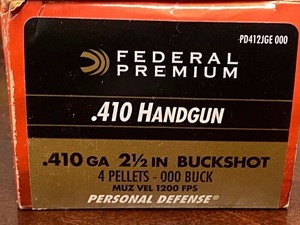 PD412JGE 000
FEDERAL
PREMIUM
.410 HANDGUN
.410 GA 2½ IN BUCKSHOT
4 PELLETS - 000 BUCK
MUZ VEL 1200 FPS
PERSONAL DEFENSE®